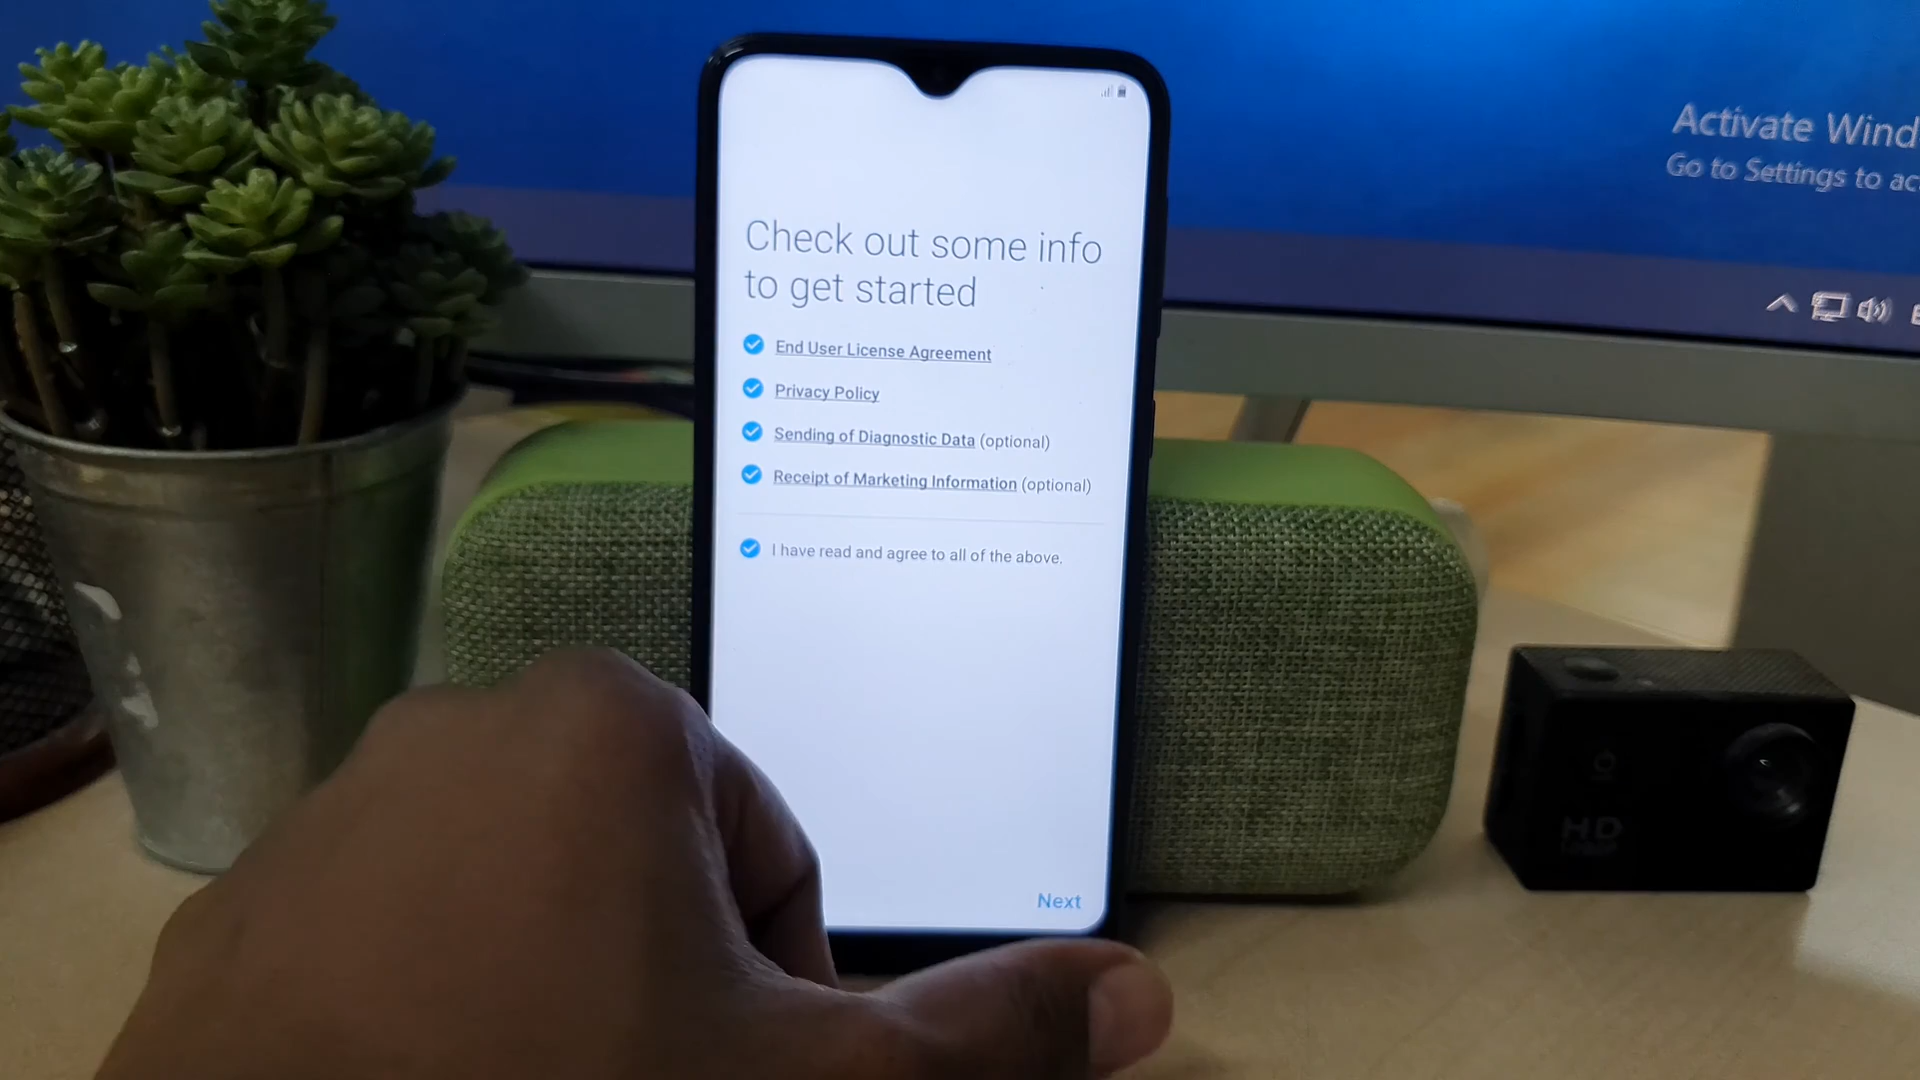 Activate Wind
Go to Settings to ac
Check out some info
to get started
End User License Agreement
Privacy Policy
Sending of Diagnostic Data (optional)
Receipt of Marketing Information (optional)
I have read and agree to all of the above.
Next
HD